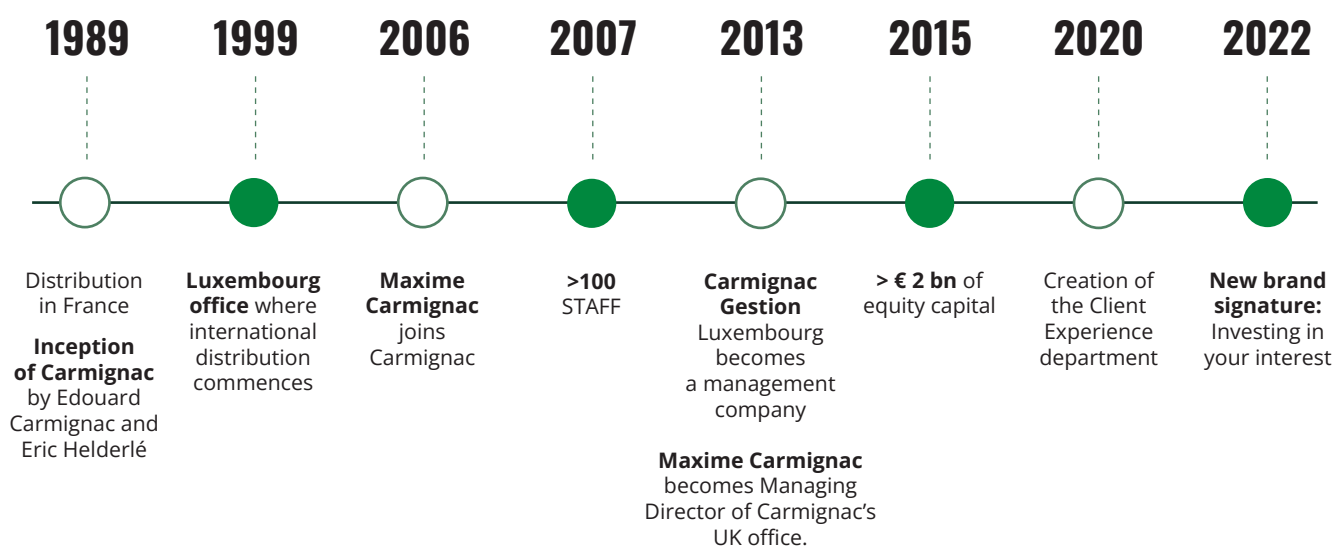 1989
1999
2006
2007
2013
2015
2020
2022
Distribution
in France
Inception
of Carmignac
by Edouard
Carmignac and
Eric Helderlé
Luxembourg
office where
international
distribution
commences
Maxime
Carmignac
joins
Carmignac
>100
STAFF
Carmignac
Gestion
Luxembourg
becomes
a management
company
Maxime Carmignac
becomes Managing
Director of Carmignac’s
UK office.
> € 2 bn of
equity capital
Creation of
the Client
Experience
department
New brand
signature:
Investing in
your interest